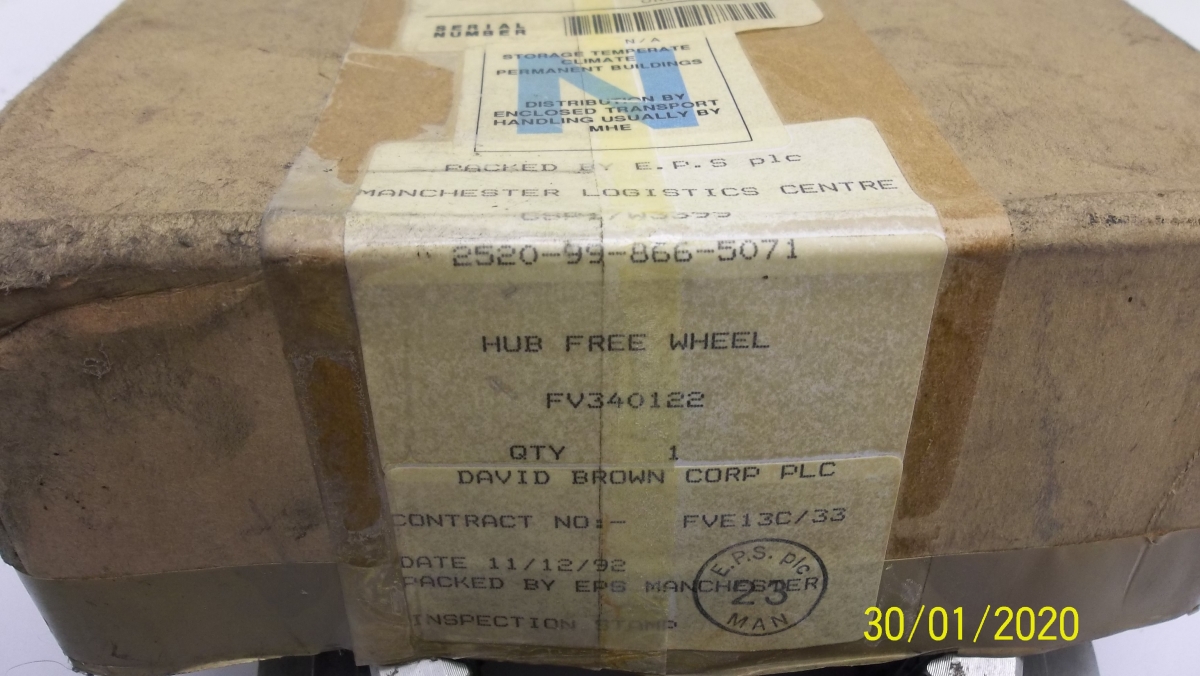 SERIAL
NUMBER
N/A
N
STORAGE TEMPERATE
CLIMATE
PERMANENT BUILDINGS
DISTRIBUTION BY
ENCLOSED TRANSPORT
HANDLING USUALLY BY
MHE
PACKED BY E.P.S plc
MANCHESTER LOGISTICS CENTRE
2520-99-866-5071
HUB FREE WHEEL
FV340122
QTY 1
DAVID BROWN CORP PLC
CONTRACT NO:- FVE13C/33
DATE 11/12/92
PACKED BY EPS MANCHESTER
INSPECTION STAMP
E.P.S. plc
23
MAN
30/01/2020